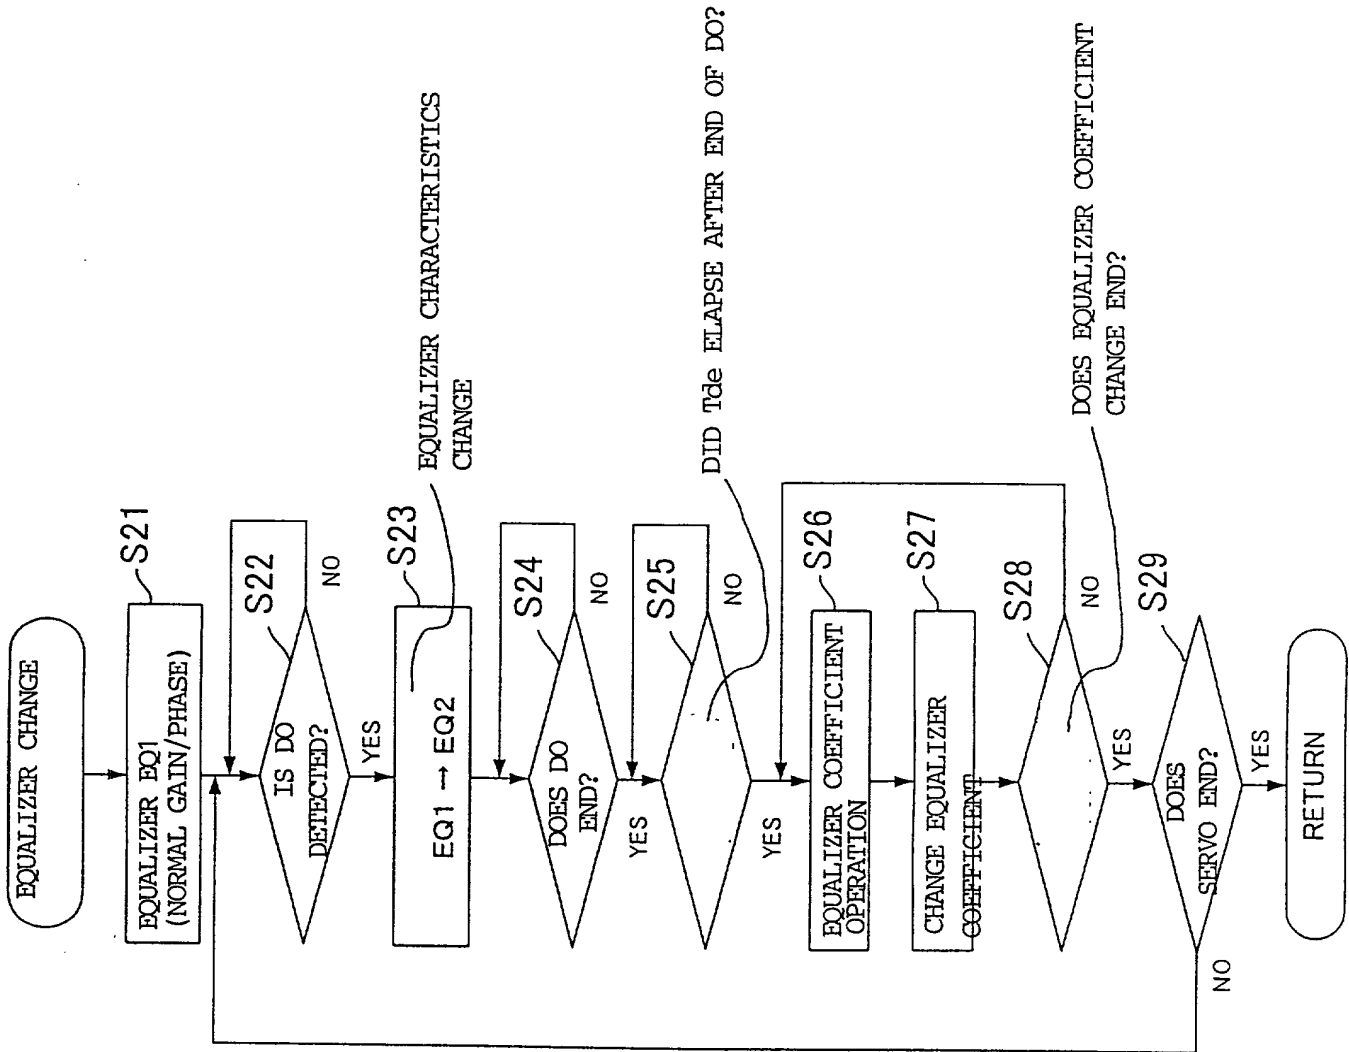 EQUALIZER CHANGE
S21
EQUALIZER EQ1
(NORMAL GAIN/PHASE)
S22
IS DO
DETECTED?
NO
YES
S23
EQ1 → EQ2
EQUALIZER CHARACTERISTICS
CHANGE
S24
DOES DO
END?
NO
YES
S25
DID Tde ELAPSE AFTER END OF DO?
NO
YES
S26
EQUALIZER COEFFICIENT
OPERATION
S27
CHANGE EQUALIZER
COEFFICIENT
S28
DOES EQUALIZER COEFFICIENT
CHANGE END?
NO
YES
S29
DOES
SERVO END?
NO
YES
RETURN